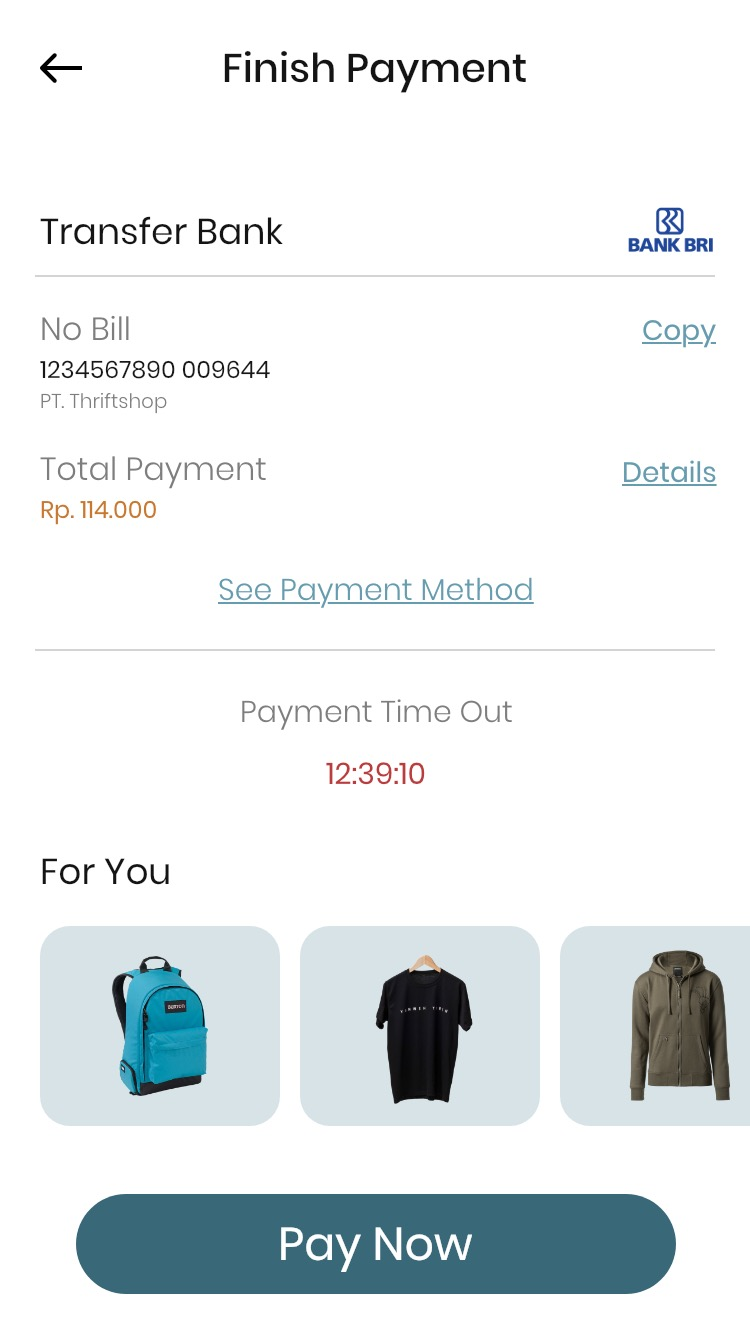 Finish Payment
Transfer Bank
BANK BRI
No Bill
Copy
1234567890 009644
PT. Thriftshop
Total Payment
Details
Rp. 114.000
See Payment Method
Payment Time Out
12:39:10
For You
Pay Now